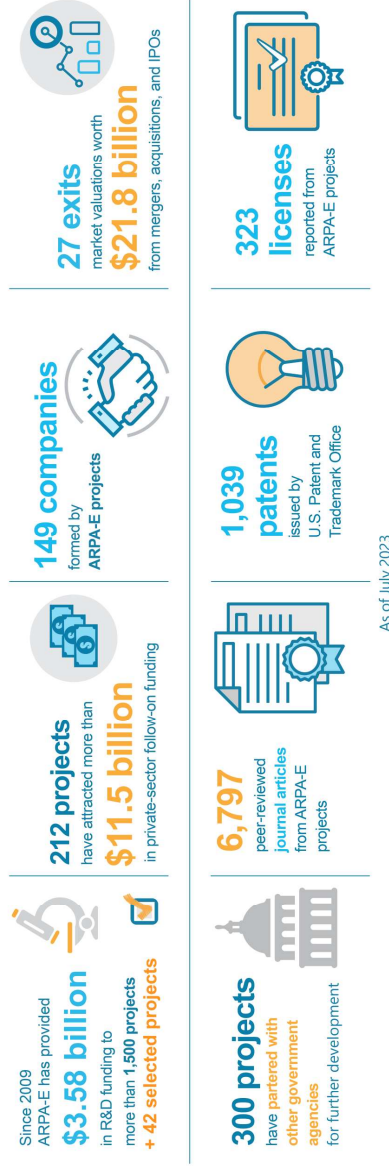 Since 2009
ARPA-E has provided
$3.58 billion
in R&D funding to
more than 1,500 projects
+ 42 selected projects
212 projects
have attracted more than
$11.5 billion
in private-sector follow-on funding
149 companies
formed by
ARPA-E projects
27 exits
market valuations worth
$21.8 billion
from mergers, acquisitions, and IPOs
300 projects
have partered with
other government
agencies
for further development
6,797
peer-reviewed
journal articles
from ARPA-E
projects
1,039
patents
issued by
U.S. Patent and
Trademark Office
323
licenses
reported from
ARPA-E projects
As of July 2023